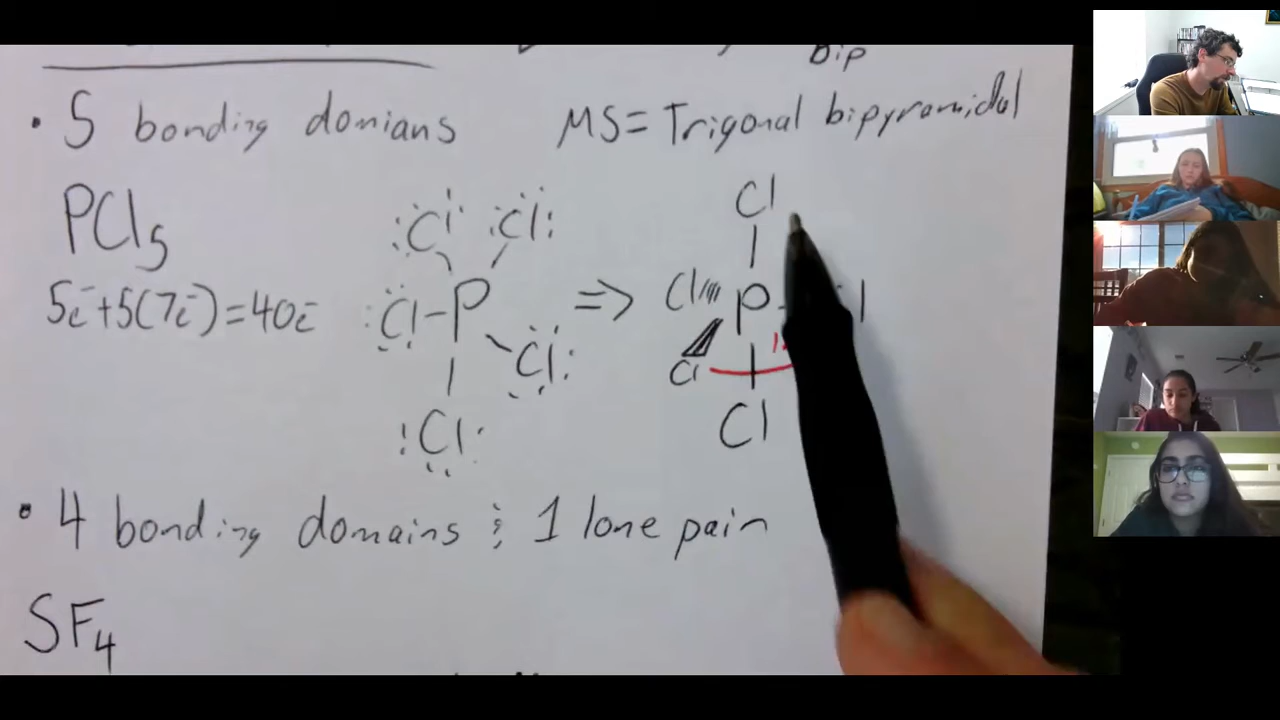 Bip
• 5 bonding domians MS= Trigonal bipyramidal
PCl5
5e⁻+5(7e⁻)=40e⁻
:Cl :Cl:
:Cl-P
Cl:
:Cl:
=>
Cl
Cl P l
Cl
Cl
• 4 bonding domains & 1 lone pair
SF4